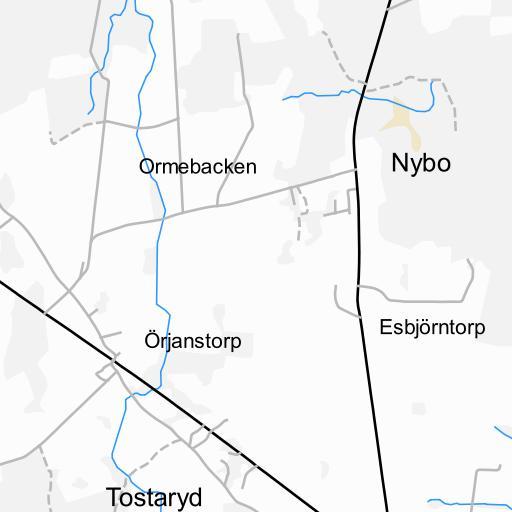 Ormebacken
Nybo
Esbjörntorp
Örjanstorp
Tostaryd